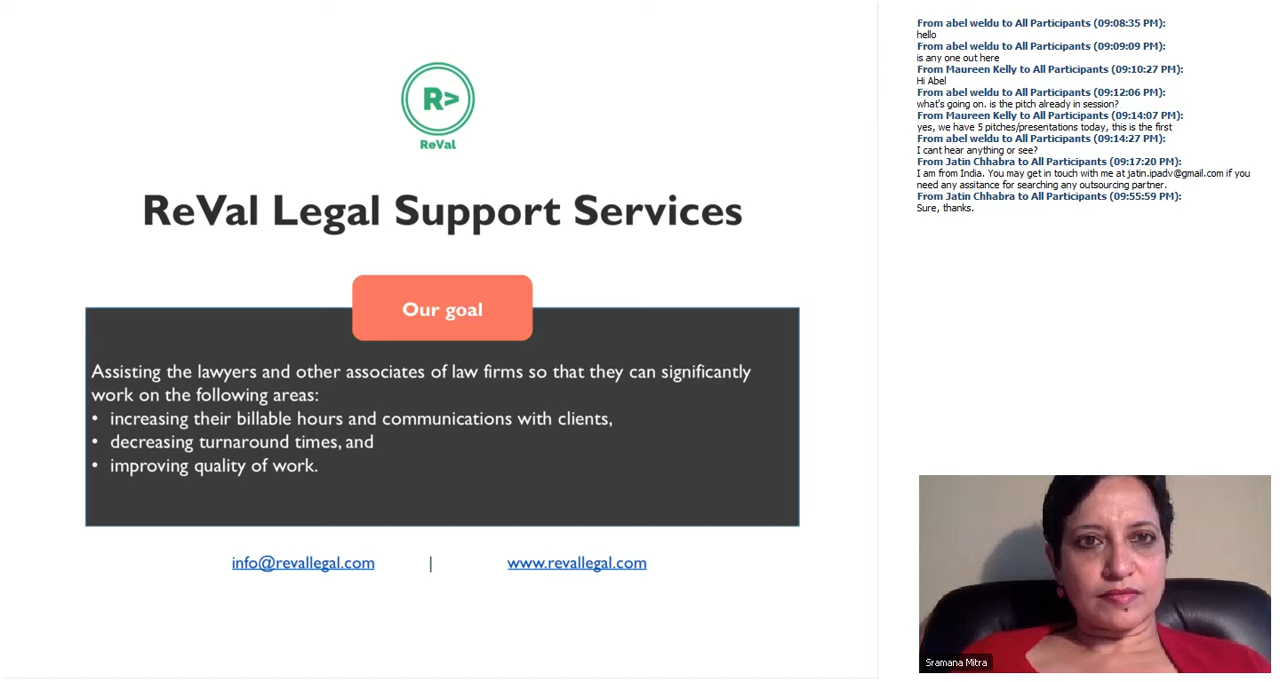 R>
ReVal
ReVal Legal Support Services
Our goal
Assisting the lawyers and other associates of law firms so that they can significantly
work on the following areas:
• increasing their billable hours and communications with clients,
• decreasing turnaround times, and
• improving quality of work.
info@revallegal.com | www.revallegal.com
From abel weldu to All Participants (09:08:35 PM):
hello
From abel weldu to All Participants (09:09:09 PM):
is any one out here
From Maureen Kelly to All Participants (09:10:27 PM):
Hi Abel
From abel weldu to All Participants (09:12:06 PM):
what's going on. is the pitch already in session?
From Maureen Kelly to All Participants (09:14:07 PM):
yes, we have 5 pitches/presentations today, this is the first
From abel weldu to All Participants (09:14:27 PM):
I cant hear anything or see?
From Jatin Chhabra to All Participants (09:17:20 PM):
I am from India. You may get in touch with me at jatin.ipadv@gmail.com if you
need any assitance for searching any outsourcing partner.
From Jatin Chhabra to All Participants (09:55:59 PM):
Sure, thanks.
Sramana Mitra